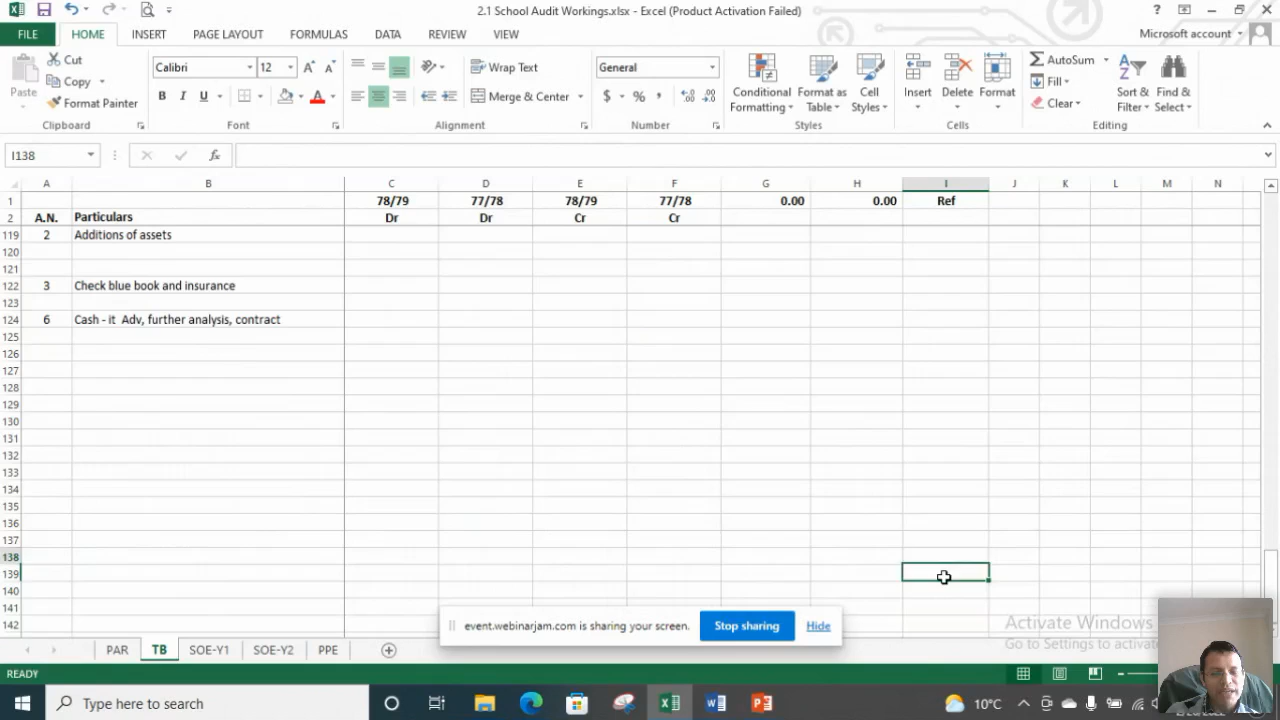 2.1 School Audit Workings.xlsx - Excel (Product Activation Failed)
FILE HOME INSERT PAGE LAYOUT FORMULAS DATA REVIEW VIEW Microsoft account
Paste
Cut
Copy
Format Painter
Calibri 12
B I U
Wrap Text
Merge & Center
General
$ % ,
Conditional Formatting
Format as Table
Cell Styles
Insert
Delete
Format
AutoSum
Fill
Clear
Sort & Filter
Find & Select
Clipboard Font Alignment Number Styles Cells Editing
I138
A B C D E F G H I J K L M N
1 78/79 77/78 78/79 77/78 0.00 0.00 Ref
2 A.N. Particulars Dr Dr Cr Cr
119 2 Additions of assets
120
121
122 3 Check blue book and insurance
123
124 6 Cash - it Adv, further analysis, contract
125
126
127
128
129
130
131
132
133
134
135
136
137
138
139
140
141
142
event.webinarjam.com is sharing your screen. Stop sharing Hide
Activate Windows
Go to Settings to activate
PAR TB SOE-Y1 SOE-Y2 PPE
READY
Type here to search
10°C